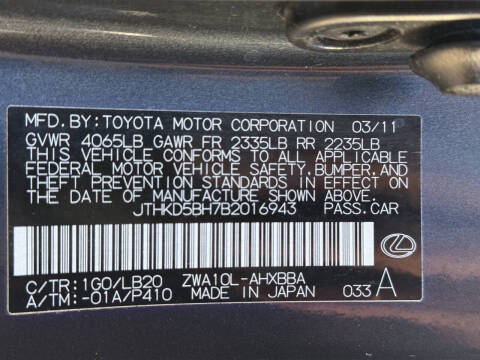 MFD. BY: TOYOTA MOTOR CORPORATION 03/11
GVWR 4065LB GAWR FR 2335LB RR 2235LB
THIS VEHICLE CONFORMS TO ALL APPLICABLE
FEDERAL MOTOR VEHICLE SAFETY, BUMPER, AND
THEFT PREVENTION STANDARDS IN EFFECT ON
THE DATE OF MANUFACTURE SHOWN ABOVE.
JTHKD5BH7B2016943 PASS. CAR
C/TR: 1G0/LB20 ZWA10L-AHXBBA
A/TM: -01A/P410 MADE IN JAPAN 033 A